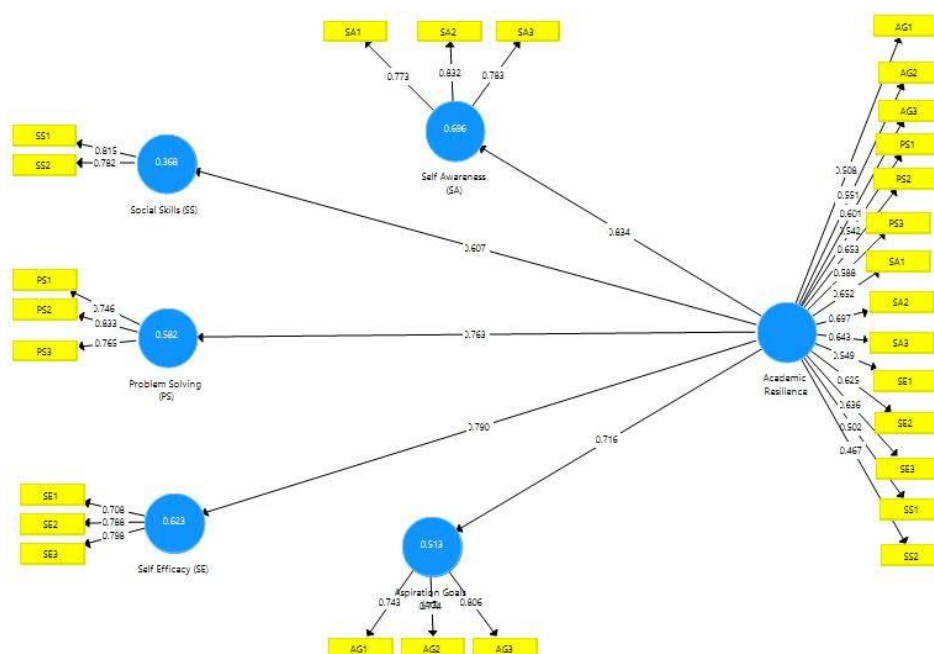 SA1
SA2
SA3
0.773
0.832
0.783
0.696
Self Awareness
(SA)
SS1
SS2
0.815
0.782
0.368
Social Skills (SS)
PS1
PS2
PS3
0.746
0.833
0.765
0.582
Problem Solving
(PS)
SE1
SE2
SE3
0.708
0.788
0.798
0.623
Self Efficacy (SE)
0.513
Aspiration Goals
0.743
0.806
AG1
AG2
AG3
0.834
0.607
0.763
0.790
0.716
Academic
Resilience
0.508
0.551
0.601
0.542
0.653
0.588
0.652
0.697
0.643
0.549
0.625
0.636
0.502
0.467
AG1
AG2
AG3
PS1
PS2
PS3
SA1
SA2
SA3
SE1
SE2
SE3
SS1
SS2